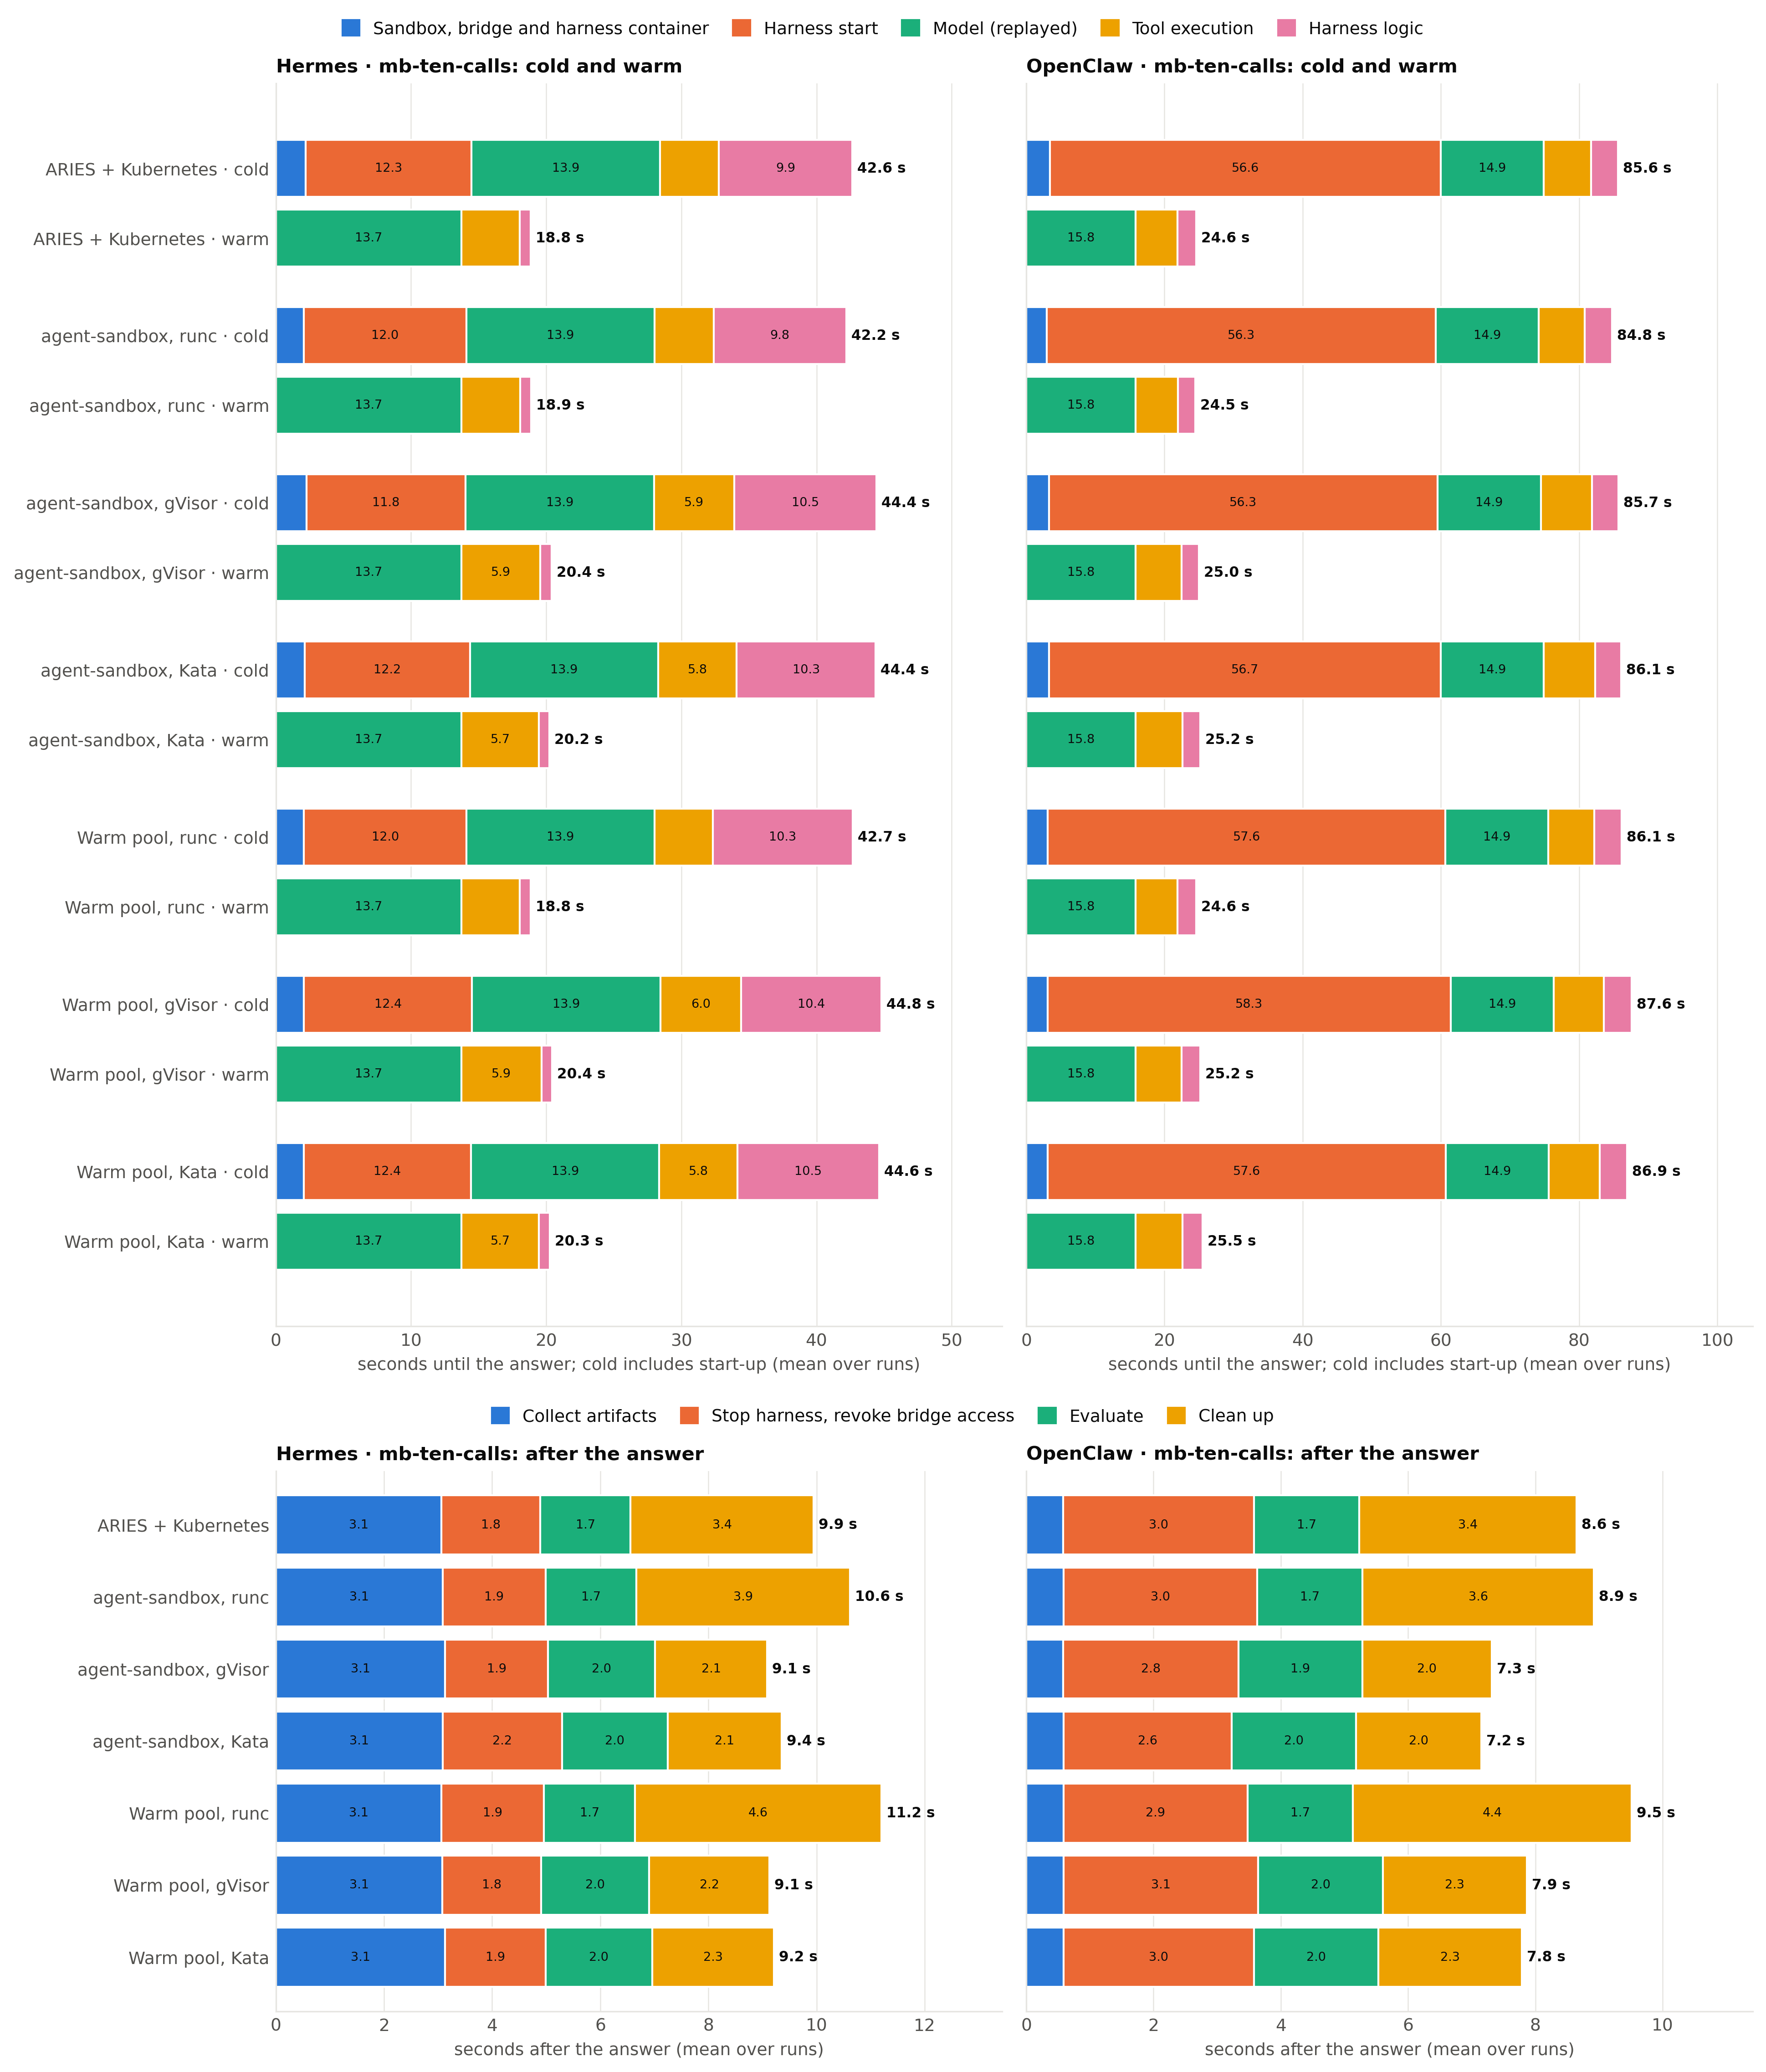 Sandbox, bridge and harness container Harness start Model (replayed) Tool execution Harness logic
Hermes · mb-ten-calls: cold and warm
ARIES + Kubernetes · cold 12.3 13.9 9.9 42.6 s
ARIES + Kubernetes · warm 13.7 18.8 s
agent-sandbox, runc · cold 12.0 13.9 9.8 42.2 s
agent-sandbox, runc · warm 13.7 18.9 s
agent-sandbox, gVisor · cold 11.8 13.9 5.9 10.5 44.4 s
agent-sandbox, gVisor · warm 13.7 5.9 20.4 s
agent-sandbox, Kata · cold 12.2 13.9 5.8 10.3 44.4 s
agent-sandbox, Kata · warm 13.7 5.7 20.2 s
Warm pool, runc · cold 12.0 13.9 10.3 42.7 s
Warm pool, runc · warm 13.7 18.8 s
Warm pool, gVisor · cold 12.4 13.9 6.0 10.4 44.8 s
Warm pool, gVisor · warm 13.7 5.9 20.4 s
Warm pool, Kata · cold 12.4 13.9 5.8 10.5 44.6 s
Warm pool, Kata · warm 13.7 5.7 20.3 s
0 10 20 30 40 50
seconds until the answer; cold includes start-up (mean over runs)
OpenClaw · mb-ten-calls: cold and warm
56.6 14.9 85.6 s
15.8 24.6 s
56.3 14.9 84.8 s
15.8 24.5 s
56.3 14.9 85.7 s
15.8 25.0 s
56.7 14.9 86.1 s
15.8 25.2 s
57.6 14.9 86.1 s
15.8 24.6 s
58.3 14.9 87.6 s
15.8 25.2 s
57.6 14.9 86.9 s
15.8 25.5 s
0 20 40 60 80 100
seconds until the answer; cold includes start-up (mean over runs)
Collect artifacts Stop harness, revoke bridge access Evaluate Clean up
Hermes · mb-ten-calls: after the answer
ARIES + Kubernetes 3.1 1.8 1.7 3.4 9.9 s
agent-sandbox, runc 3.1 1.9 1.7 3.9 10.6 s
agent-sandbox, gVisor 3.1 1.9 2.0 2.1 9.1 s
agent-sandbox, Kata 3.1 2.2 2.0 2.1 9.4 s
Warm pool, runc 3.1 1.9 1.7 4.6 11.2 s
Warm pool, gVisor 3.1 1.8 2.0 2.2 9.1 s
Warm pool, Kata 3.1 1.9 2.0 2.3 9.2 s
0 2 4 6 8 10 12
seconds after the answer (mean over runs)
OpenClaw · mb-ten-calls: after the answer
3.0 1.7 3.4 8.6 s
3.0 1.7 3.6 8.9 s
2.8 1.9 2.0 7.3 s
2.6 2.0 2.0 7.2 s
2.9 1.7 4.4 9.5 s
3.1 2.0 2.3 7.9 s
3.0 2.0 2.3 7.8 s
0 2 4 6 8 10
seconds after the answer (mean over runs)